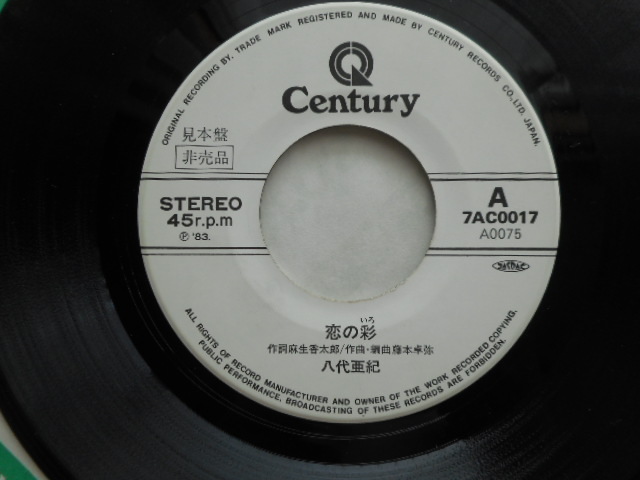 ORIGINAL RECORDING BY. TRADE MARK REGISTERED AND MADE BY CENTURY RECORDS CO., LTD. JAPAN.
Century
見本盤
非売品
STEREO
45r.p.m
Ⓟ '83.
A
7AC0017
A0075
JASRAC
いろ
恋の彩
作詞麻生香太郎/作曲・編曲藤本卓弥
八代亜紀
ALL RIGHTS OF RECORD MANUFACTURER AND OWNER OF THE WORK RECORDED COPYING,
PUBLIC PERFORMANCE, BROADCASTING OF THESE RECORDS ARE FORBIDDEN.